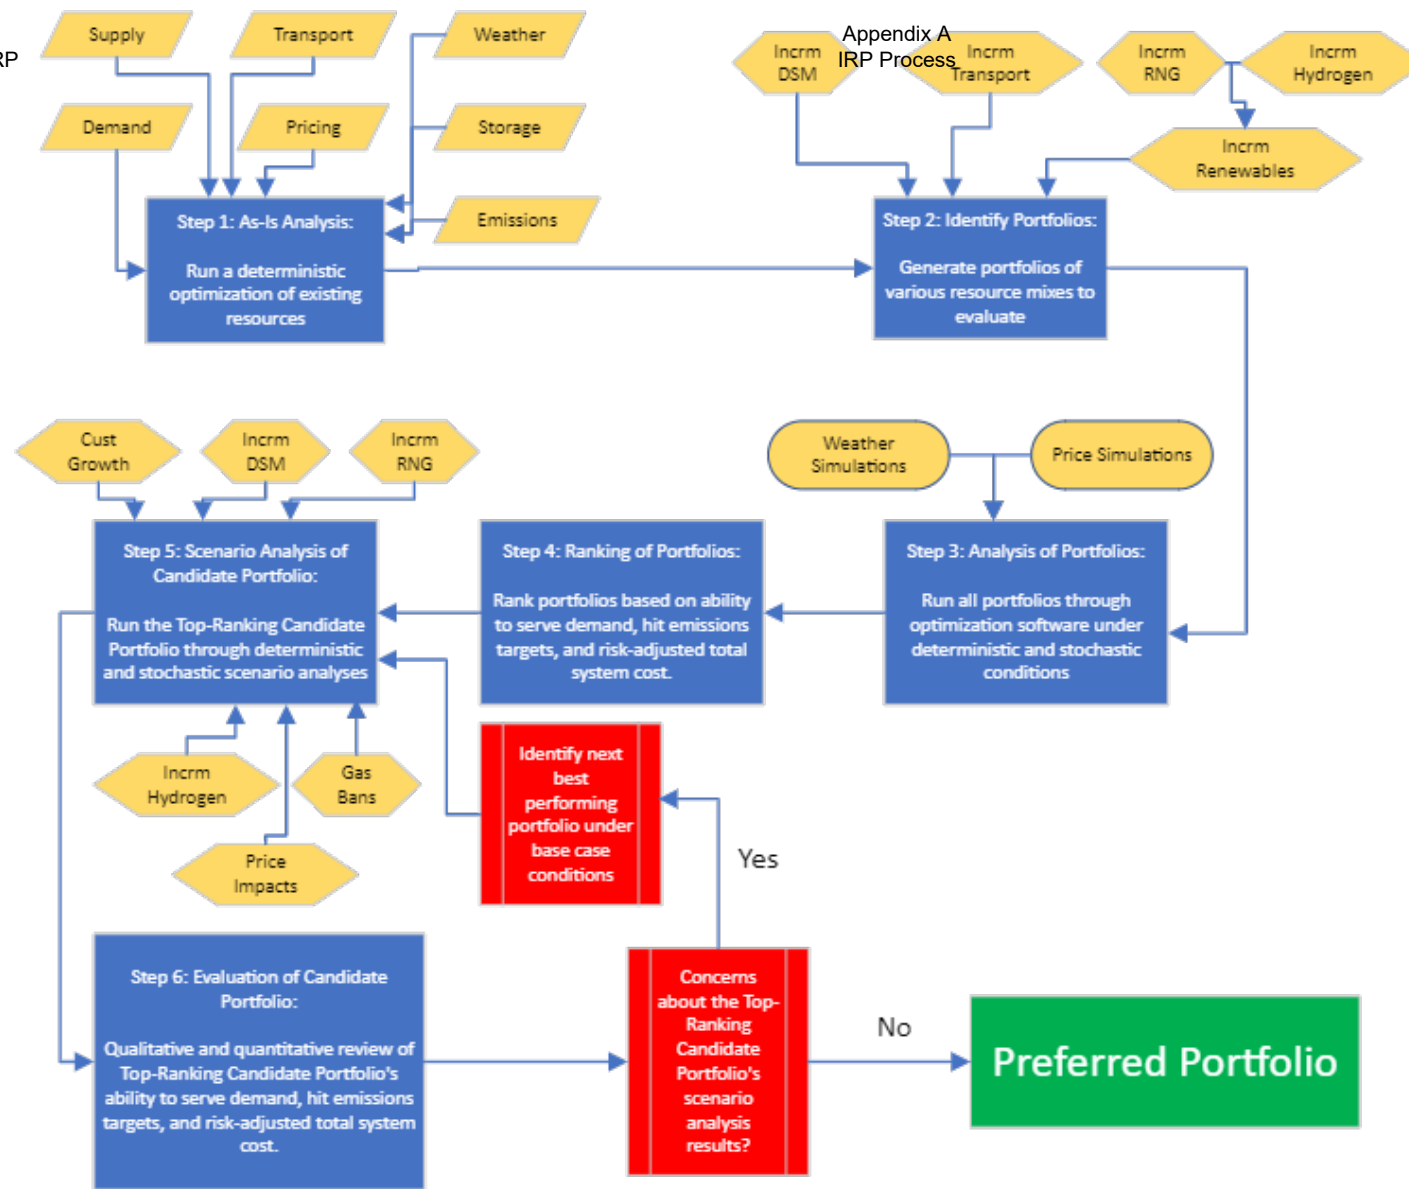 RP
Appendix A
IRP Process
Supply
Transport
Weather
Demand
Pricing
Storage
Emissions
Incrm
DSM
Incrm
Transport
Incrm
RNG
Incrm
Hydrogen
Incrm
Renewables
Step 1: As-Is Analysis:
Run a deterministic
optimization of existing
resources
Step 2: Identify Portfolios:
Generate portfolios of
various resource mixes to
evaluate
Cust
Growth
Incrm
DSM
Incrm
RNG
Weather
Simulations
Price Simulations
Step 5: Scenario Analysis of
Candidate Portfolio:
Run the Top-Ranking Candidate
Portfolio through deterministic
and stochastic scenario analyses
Step 4: Ranking of Portfolios:
Rank portfolios based on ability
to serve demand, hit emissions
targets, and risk-adjusted total
system cost.
Step 3: Analysis of Portfolios:
Run all portfolios through
optimization software under
deterministic and stochastic
conditions
Incrm
Hydrogen
Gas
Bans
Price
Impacts
Identify next
best
performing
portfolio under
base case
conditions
Yes
Step 6: Evaluation of Candidate
Portfolio:
Qualitative and quantitative review of
Top-Ranking Candidate Portfolio's
ability to serve demand, hit emissions
targets, and risk-adjusted total system
cost.
Concerns
about the Top-
Ranking
Candidate
Portfolio's
scenario
analysis
results?
No
Preferred Portfolio